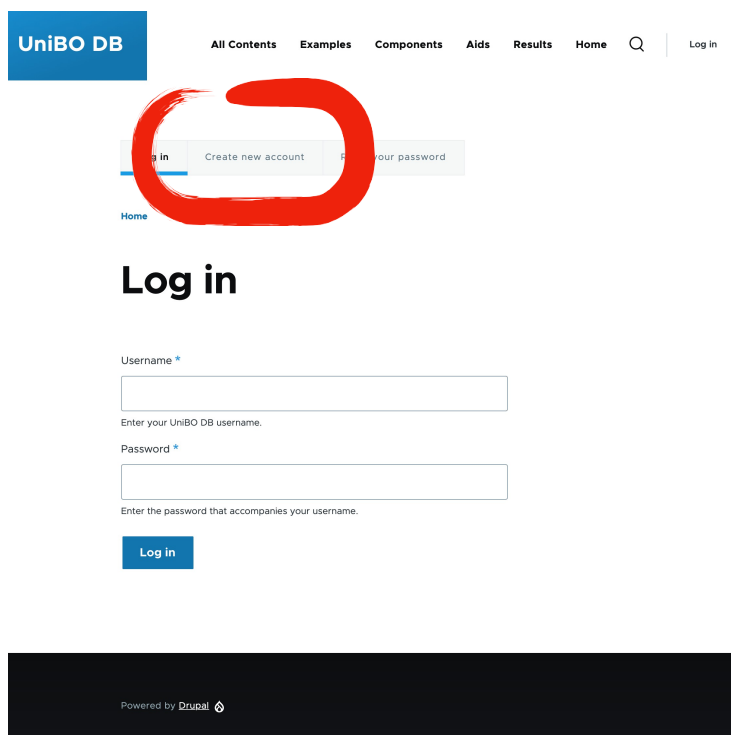 UniBO DB
All Contents Examples Components Aids Results Home Log in
in Create new account your password
Home
Log in
Username *
Enter your UniBO DB username.
Password *
Enter the password that accompanies your username.
Log in
Powered by Drupal